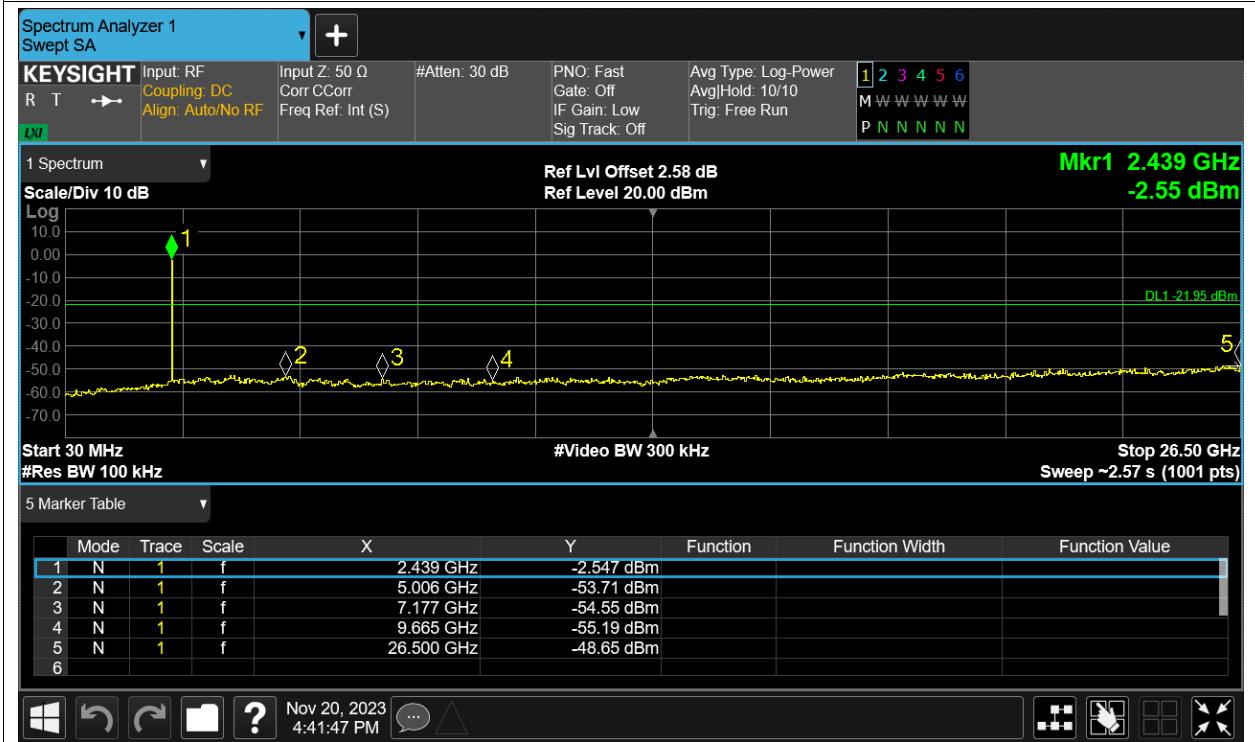 Spectrum Analyzer 1
Swept SA
+
KEYSIGHT
R T
LXI
Input: RF
Coupling: DC
Align: Auto/No RF
Input Z: 50 Ω
Corr CCorr
Freq Ref: Int (S)
#Atten: 30 dB
PNO: Fast
Gate: Off
IF Gain: Low
Sig Track: Off
Avg Type: Log-Power
Avg|Hold: 10/10
Trig: Free Run
1 2 3 4 5 6
M W W W W W
P N N N N N
1 Spectrum
Scale/Div 10 dB
Ref Lvl Offset 2.58 dB
Ref Level 20.00 dBm
Mkr1 2.439 GHz
-2.55 dBm
Log
10.0
0.00
-10.0
-20.0
-30.0
-40.0
-50.0
-60.0
-70.0
1
2
3
4
5
DL1 -21.95 dBm
Start 30 MHz
#Video BW 300 kHz
Stop 26.50 GHz
#Res BW 100 kHz
Sweep ~2.57 s (1001 pts)
5 Marker Table
Mode Trace Scale X Y Function Function Width Function Value
1 N 1 f 2.439 GHz -2.547 dBm
2 N 1 f 5.006 GHz -53.71 dBm
3 N 1 f 7.177 GHz -54.55 dBm
4 N 1 f 9.665 GHz -55.19 dBm
5 N 1 f 26.500 GHz -48.65 dBm
6
?
Nov 20, 2023
4:41:47 PM